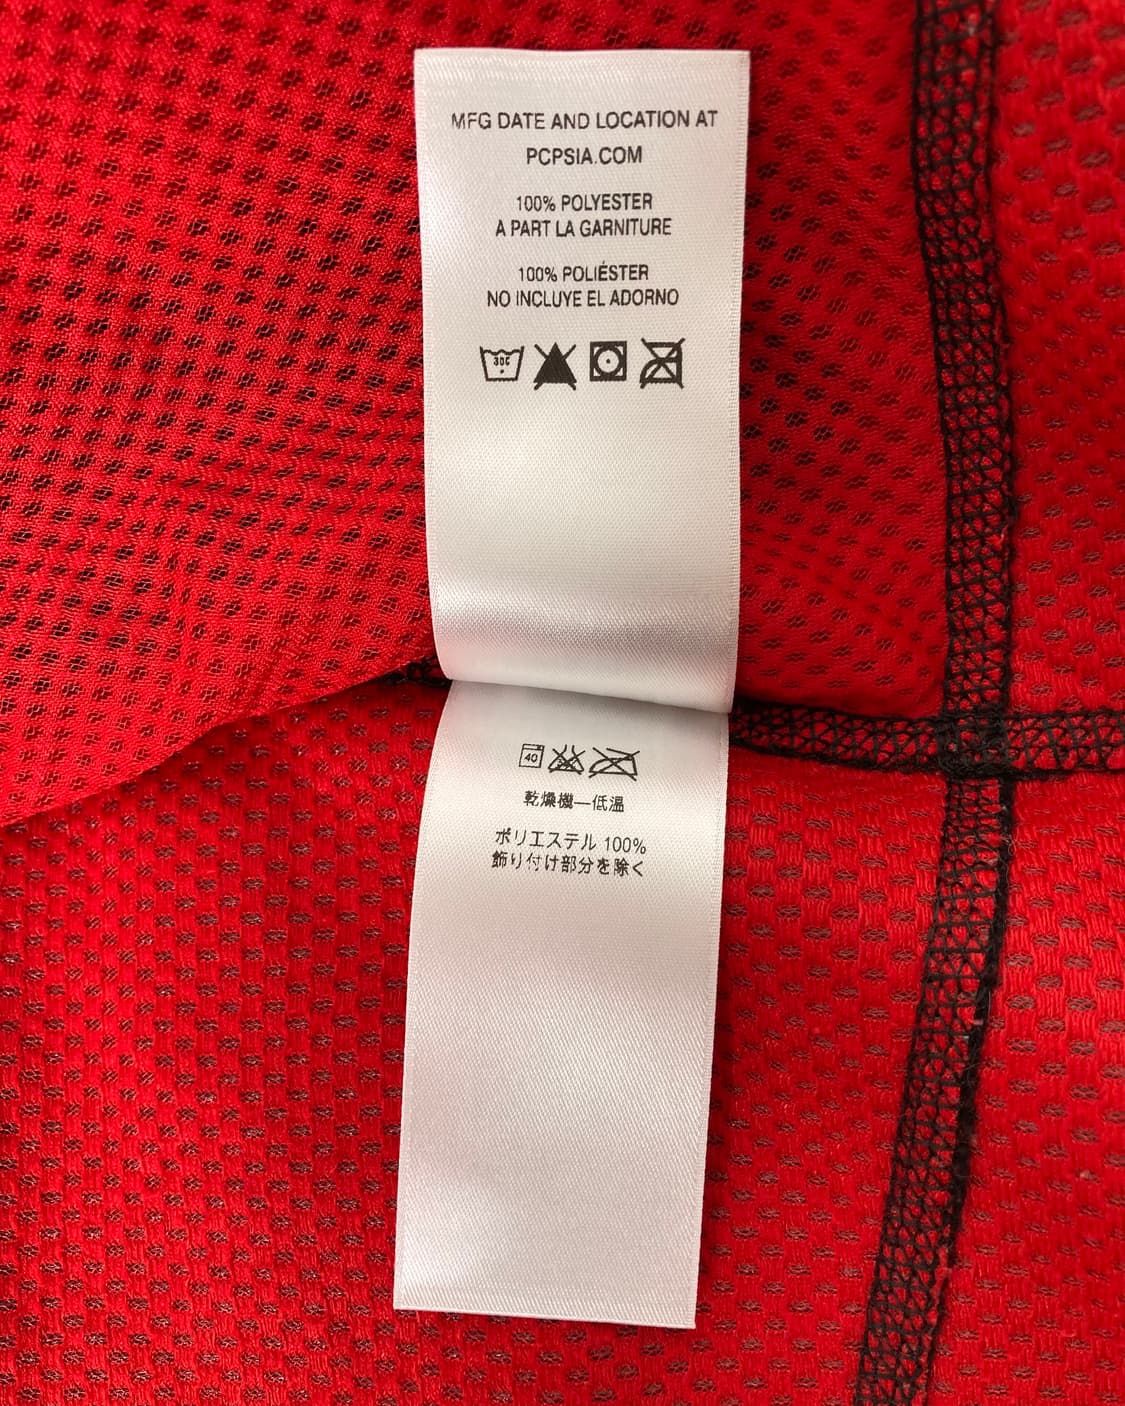 MFG DATE AND LOCATION AT
PCPSIA.COM
100% POLYESTER
A PART LA GARNITURE
100% POLIÉSTER
NO INCLUYE EL ADORNO
30C
40
乾燥機—低温
ポリエステル 100%
飾り付け部分を除く